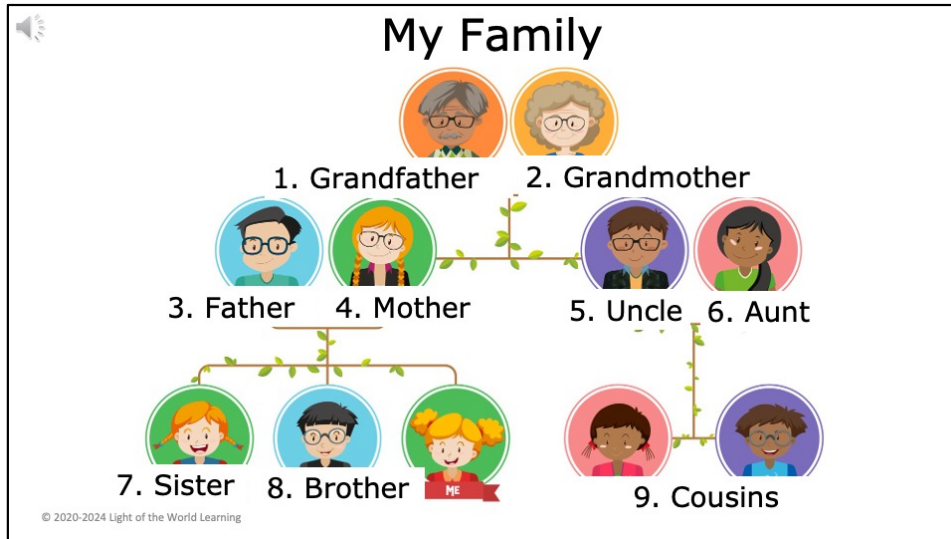 My Family
1. Grandfather
2. Grandmother
3. Father
4. Mother
5. Uncle
6. Aunt
7. Sister
8. Brother
ME
9. Cousins
© 2020-2024 Light of the World Learning